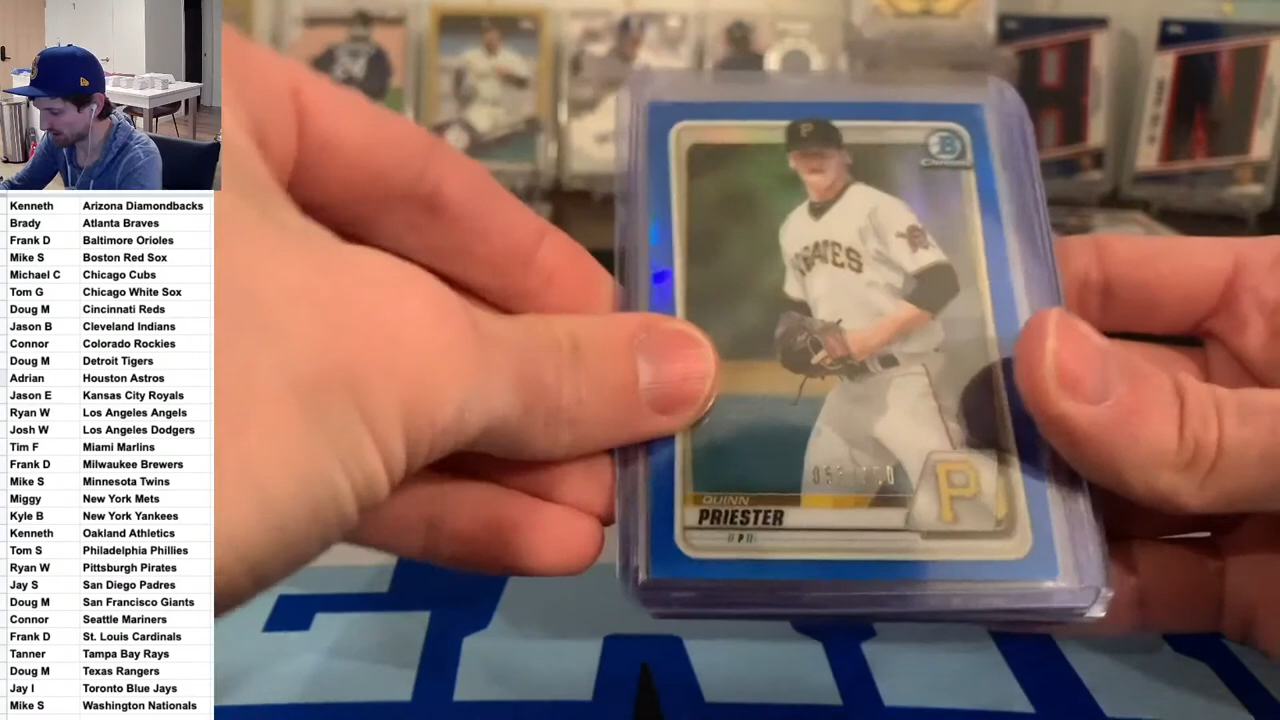 Kenneth Arizona Diamondbacks
Brady Atlanta Braves
Frank D Baltimore Orioles
Mike S Boston Red Sox
Michael C Chicago Cubs
Tom G Chicago White Sox
Doug M Cincinnati Reds
Jason B Cleveland Indians
Connor Colorado Rockies
Doug M Detroit Tigers
Adrian Houston Astros
Jason E Kansas City Royals
Ryan W Los Angeles Angels
Josh W Los Angeles Dodgers
Tim F Miami Marlins
Frank D Milwaukee Brewers
Mike S Minnesota Twins
Miggy New York Mets
Kyle B New York Yankees
Kenneth Oakland Athletics
Tom S Philadelphia Phillies
Ryan W Pittsburgh Pirates
Jay S San Diego Padres
Doug M San Francisco Giants
Connor Seattle Mariners
Frank D St. Louis Cardinals
Tanner Tampa Bay Rays
Doug M Texas Rangers
Jay I Toronto Blue Jays
Mike S Washington Nationals
P
B
Chrome
QUINN
PRIESTER
P
P